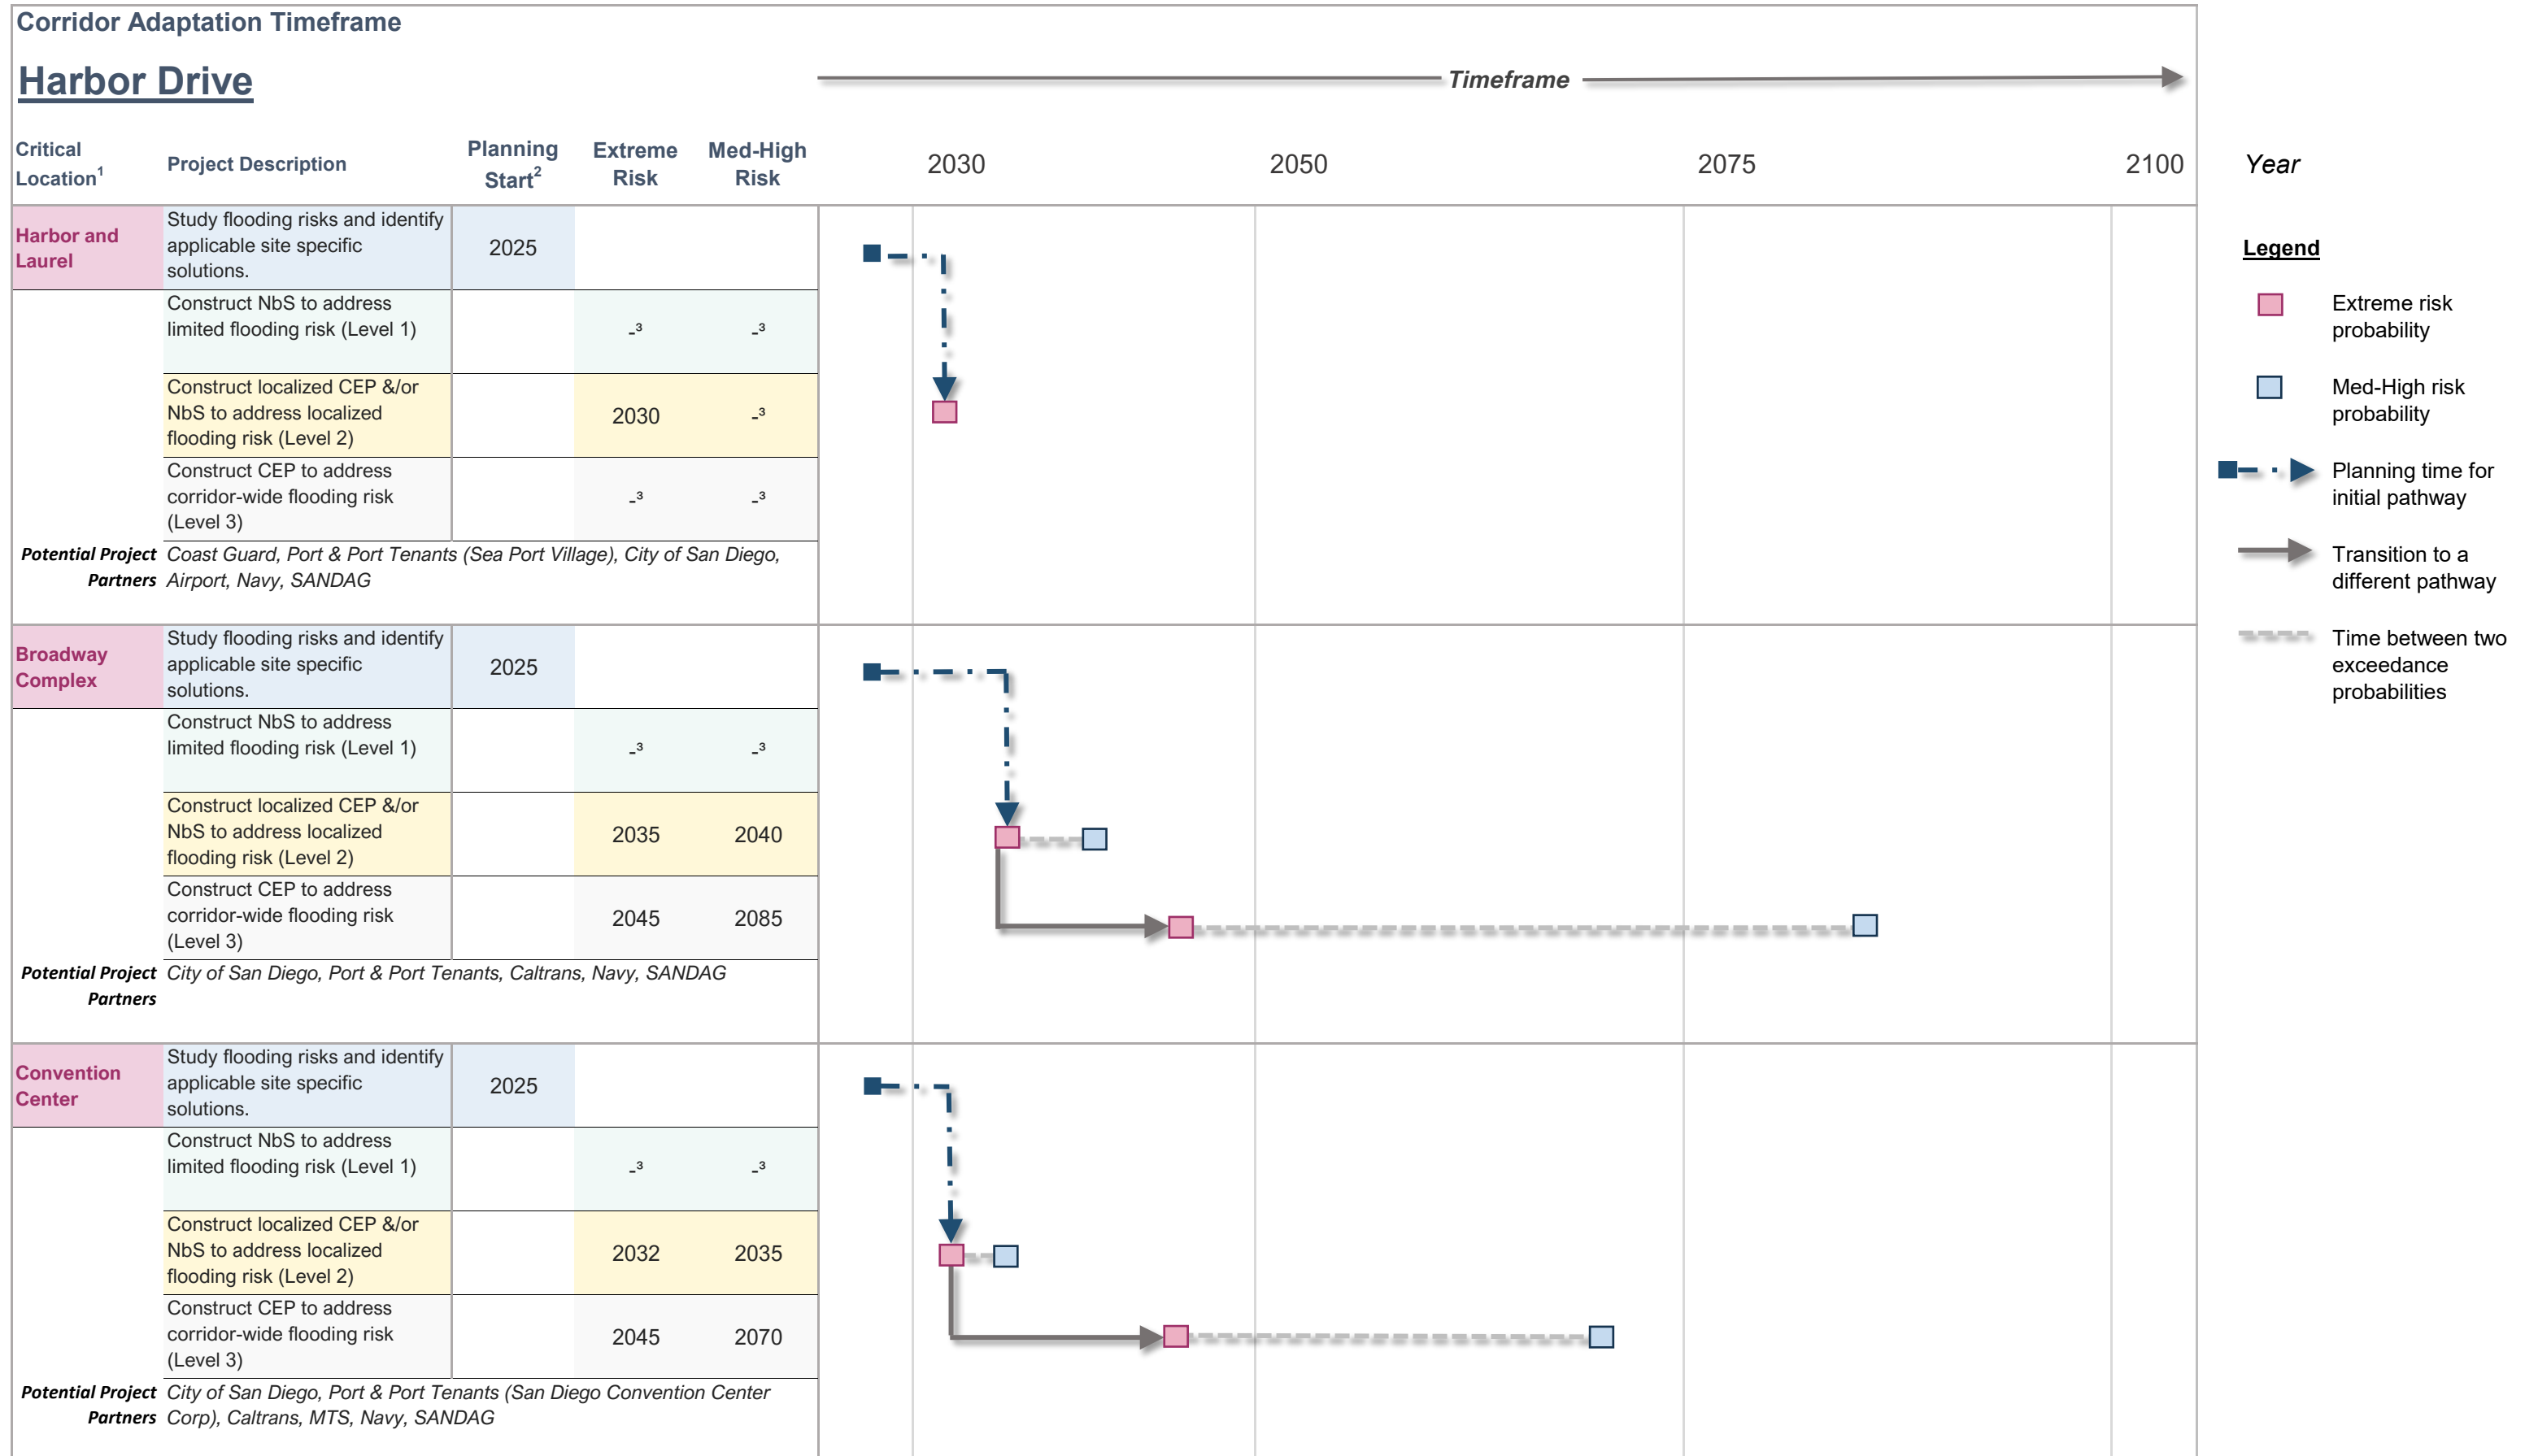 Corridor Adaptation Timeframe
Harbor Drive
Timeframe
Critical
Location¹
Project Description
Planning
Start²
Extreme
Risk
Med-High
Risk
2030
2050
2075
2100
Year
Harbor and
Laurel
Study flooding risks and identify
applicable site specific
solutions.
2025
Construct NbS to address
limited flooding risk (Level 1)
-³
-³
Construct localized CEP &/or
NbS to address localized
flooding risk (Level 2)
2030
-³
Construct CEP to address
corridor-wide flooding risk
(Level 3)
-³
-³
Potential Project
Partners
Coast Guard, Port & Port Tenants (Sea Port Village), City of San Diego,
Airport, Navy, SANDAG
Broadway
Complex
Study flooding risks and identify
applicable site specific
solutions.
2025
Construct NbS to address
limited flooding risk (Level 1)
-³
-³
Construct localized CEP &/or
NbS to address localized
flooding risk (Level 2)
2035
2040
Construct CEP to address
corridor-wide flooding risk
(Level 3)
2045
2085
Potential Project
Partners
City of San Diego, Port & Port Tenants, Caltrans, Navy, SANDAG
Convention
Center
Study flooding risks and identify
applicable site specific
solutions.
2025
Construct NbS to address
limited flooding risk (Level 1)
-³
-³
Construct localized CEP &/or
NbS to address localized
flooding risk (Level 2)
2032
2035
Construct CEP to address
corridor-wide flooding risk
(Level 3)
2045
2070
Potential Project
Partners
City of San Diego, Port & Port Tenants (San Diego Convention Center
Corp), Caltrans, MTS, Navy, SANDAG
Legend
Extreme risk
probability
Med-High risk
probability
Planning time for
initial pathway
Transition to a
different pathway
Time between two
exceedance
probabilities